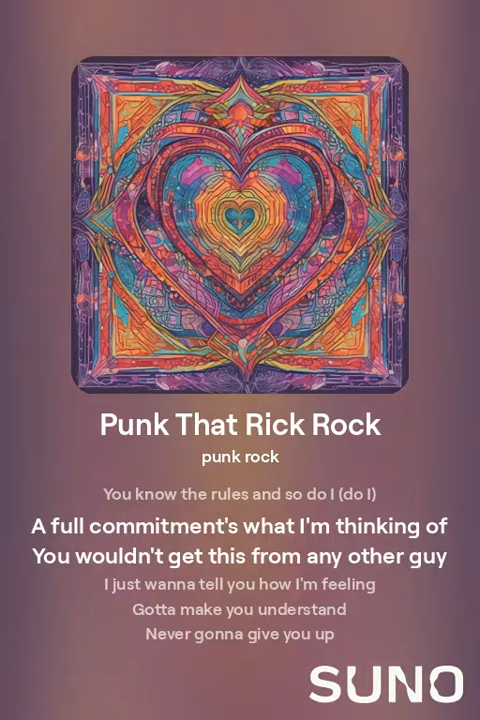 Punk That Rick Rock
punk rock
You know the rules and so do I (do I)
A full commitment's what I'm thinking of
You wouldn't get this from any other guy
I just wanna tell you how I'm feeling
Gotta make you understand
Never gonna give you up
SUNO